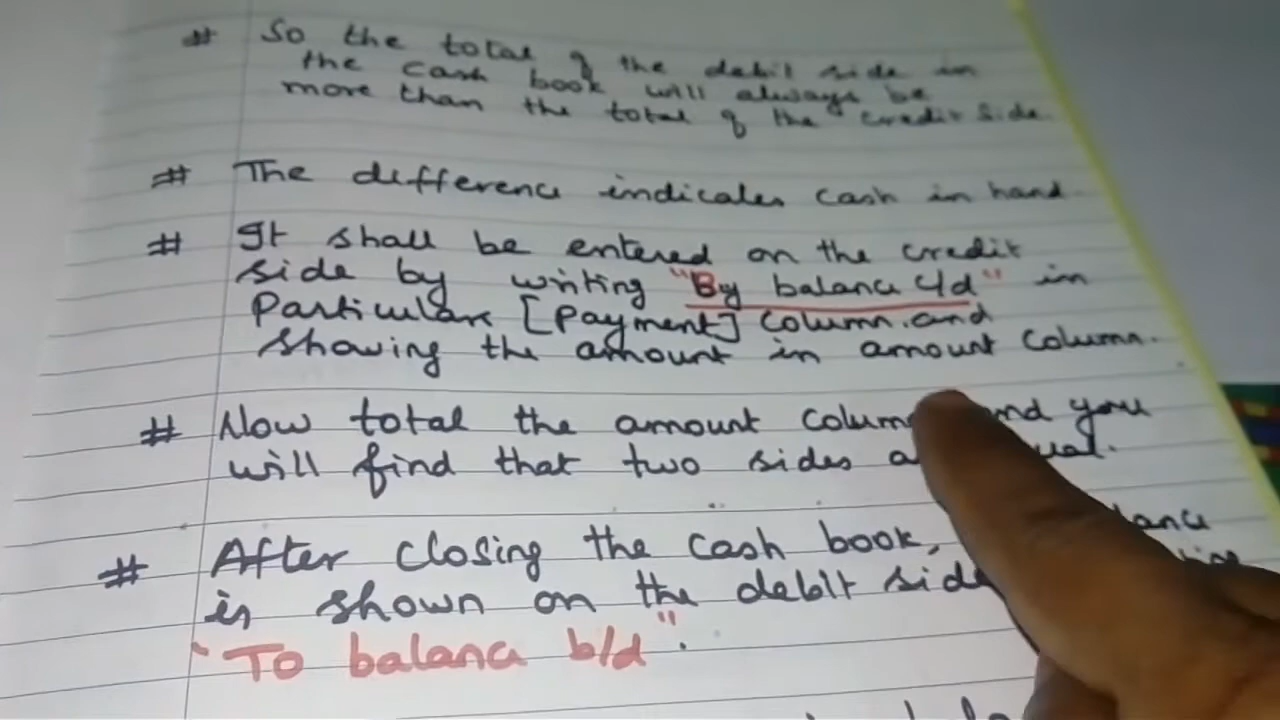 # So the total of the debit side in
the cash book will always be
more than the total of the credit side.
# The difference indicates cash in hand
# It shall be entered on the credit
side by writing "By balance c/d" in
Particulars [Payment] column and
showing the amount in amount column.
# Now total the amount column and you
will find that two sides
# After closing the cash book,
is shown on the debit side
"To balance b/d".